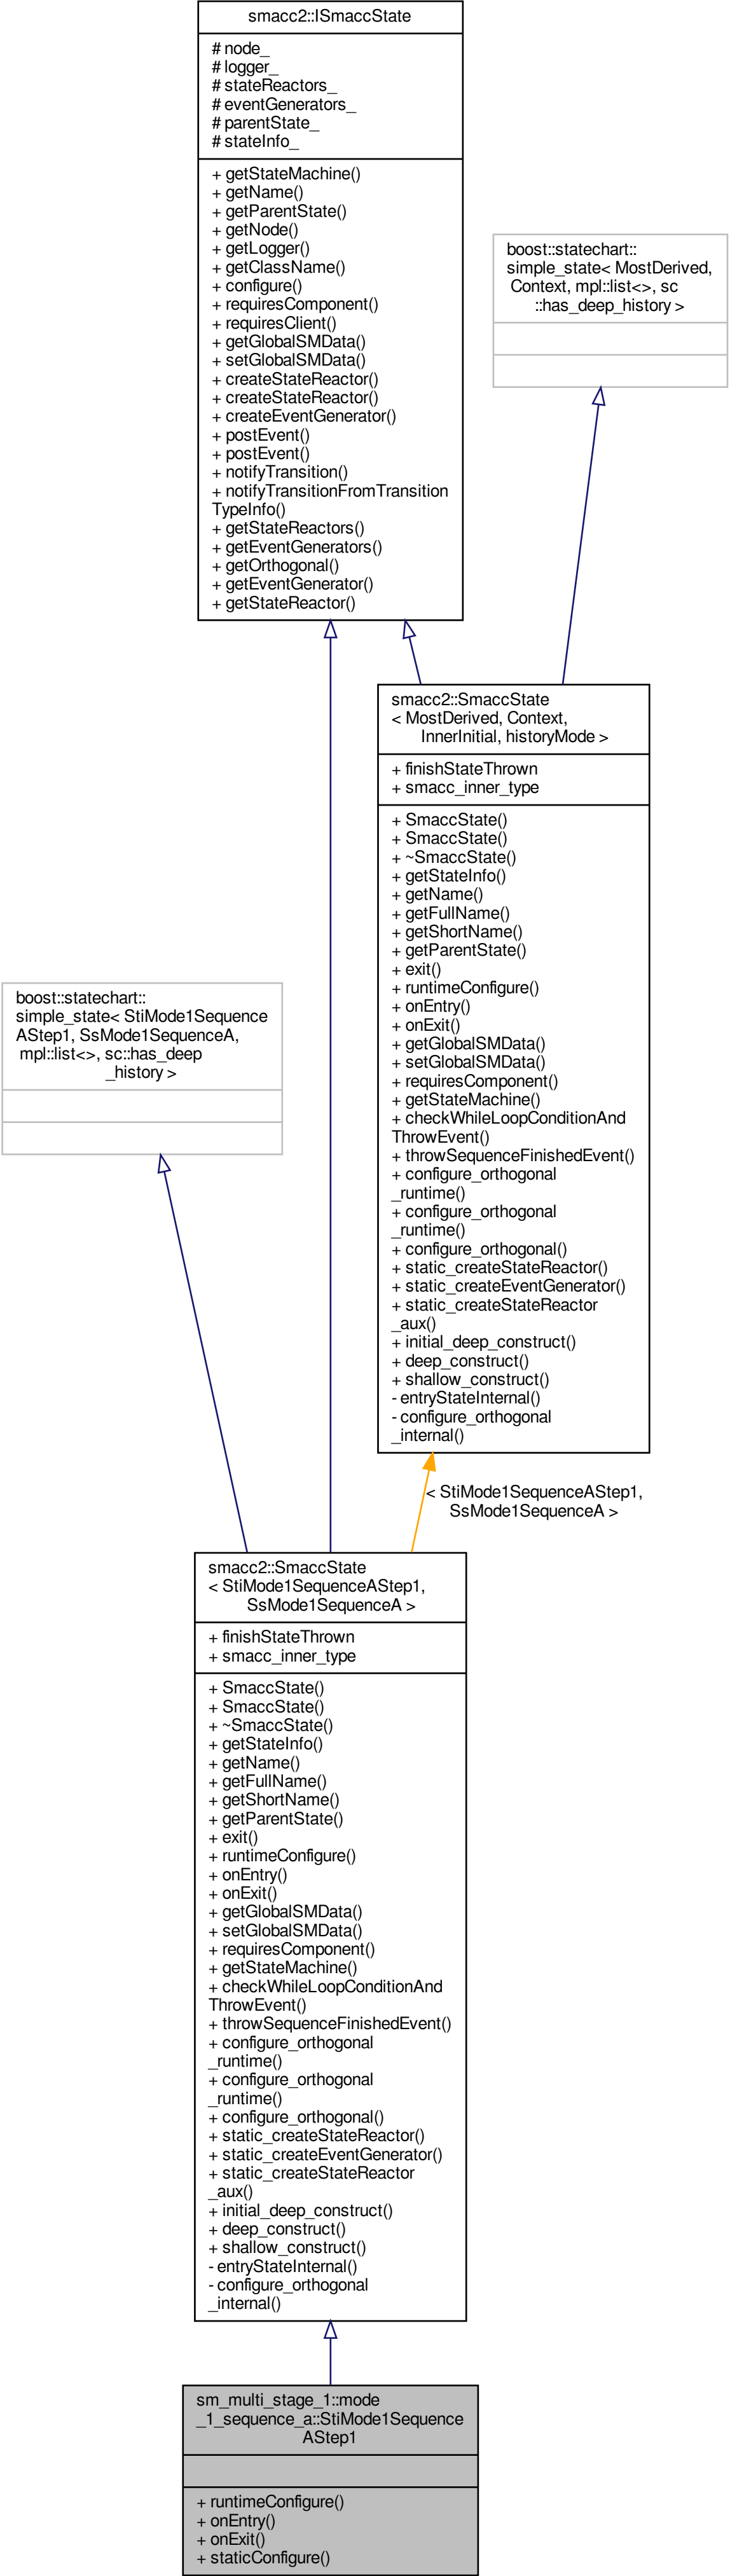 smacc2::ISmaccState
# node_
# logger_
# stateReactors_
# eventGenerators_
# parentState_
# stateInfo_
+ getStateMachine()
+ getName()
+ getParentState()
+ getNode()
+ getLogger()
+ getClassName()
+ configure()
+ requiresComponent()
+ requiresClient()
+ getGlobalSMData()
+ setGlobalSMData()
+ createStateReactor()
+ createStateReactor()
+ createEventGenerator()
+ postEvent()
+ postEvent()
+ notifyTransition()
+ notifyTransitionFromTransition
TypeInfo()
+ getStateReactors()
+ getEventGenerators()
+ getOrthogonal()
+ getEventGenerator()
+ getStateReactor()
boost::statechart::
simple_state< MostDerived,
Context, mpl::list<>, sc
::has_deep_history >
smacc2::SmaccState
< MostDerived, Context,
InnerInitial, historyMode >
+ finishStateThrown
+ smacc_inner_type
+ SmaccState()
+ SmaccState()
+ ~SmaccState()
+ getStateInfo()
+ getName()
+ getFullName()
+ getShortName()
+ getParentState()
+ exit()
+ runtimeConfigure()
+ onEntry()
+ onExit()
+ getGlobalSMData()
+ setGlobalSMData()
+ requiresComponent()
+ getStateMachine()
+ checkWhileLoopConditionAnd
ThrowEvent()
+ throwSequenceFinishedEvent()
+ configure_orthogonal
_runtime()
+ configure_orthogonal
_runtime()
+ configure_orthogonal()
+ static_createStateReactor()
+ static_createEventGenerator()
+ static_createStateReactor
_aux()
+ initial_deep_construct()
+ deep_construct()
+ shallow_construct()
- entryStateInternal()
- configure_orthogonal
_internal()
boost::statechart::
simple_state< StiMode1Sequence
AStep1, SsMode1SequenceA,
mpl::list<>, sc::has_deep
_history >
< StiMode1SequenceAStep1,
SsMode1SequenceA >
smacc2::SmaccState
< StiMode1SequenceAStep1,
SsMode1SequenceA >
+ finishStateThrown
+ smacc_inner_type
+ SmaccState()
+ SmaccState()
+ ~SmaccState()
+ getStateInfo()
+ getName()
+ getFullName()
+ getShortName()
+ getParentState()
+ exit()
+ runtimeConfigure()
+ onEntry()
+ onExit()
+ getGlobalSMData()
+ setGlobalSMData()
+ requiresComponent()
+ getStateMachine()
+ checkWhileLoopConditionAnd
ThrowEvent()
+ throwSequenceFinishedEvent()
+ configure_orthogonal
_runtime()
+ configure_orthogonal
_runtime()
+ configure_orthogonal()
+ static_createStateReactor()
+ static_createEventGenerator()
+ static_createStateReactor
_aux()
+ initial_deep_construct()
+ deep_construct()
+ shallow_construct()
- entryStateInternal()
- configure_orthogonal
_internal()
sm_multi_stage_1::mode
_1_sequence_a::StiMode1Sequence
AStep1
+ runtimeConfigure()
+ onEntry()
+ onExit()
+ staticConfigure()